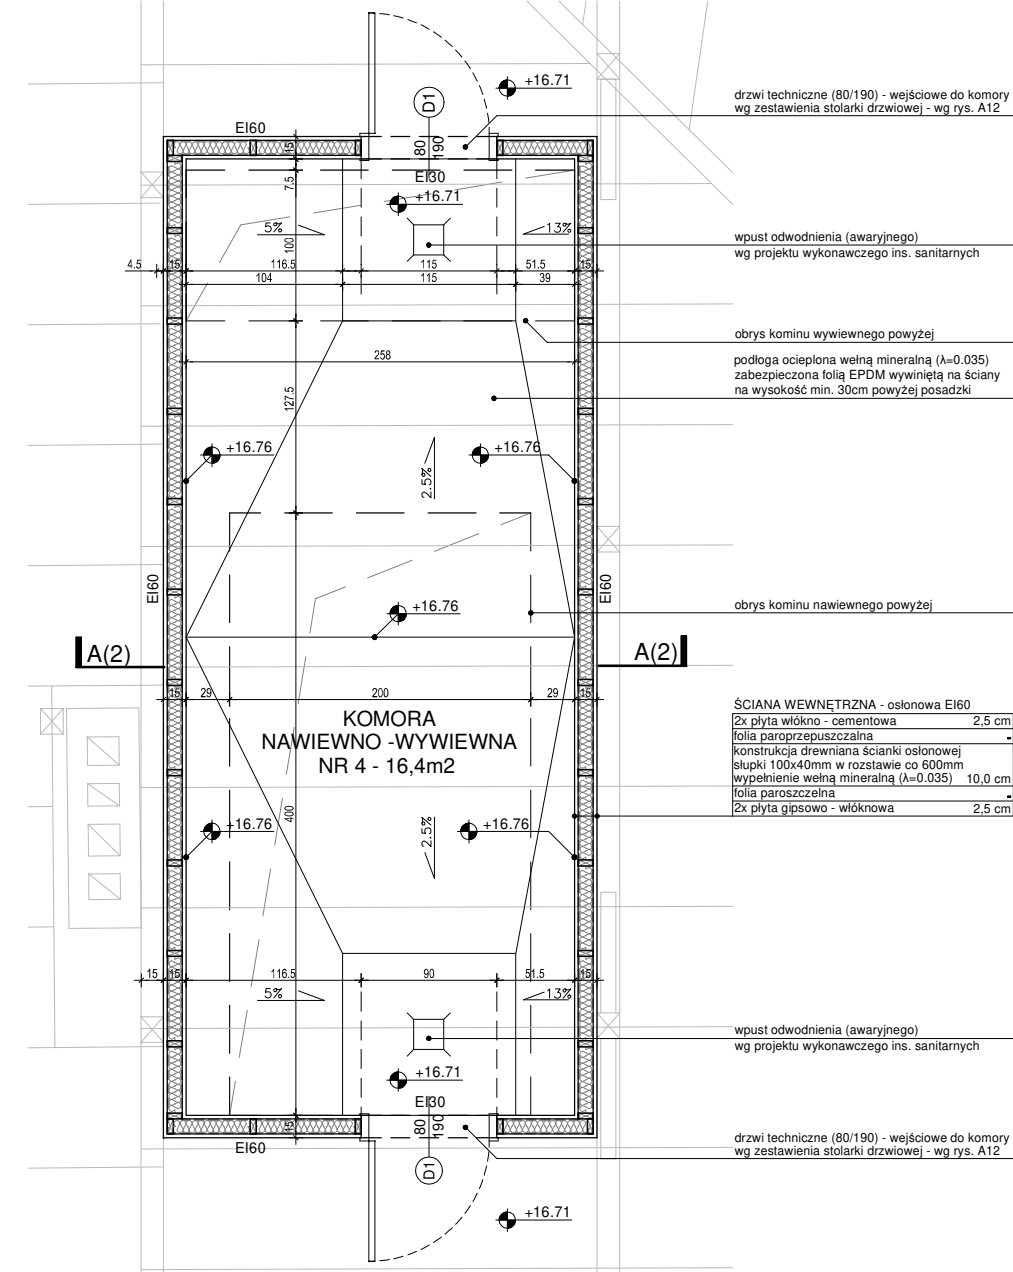 +16.71
drzwi techniczne (80/190) - wejściowe do komory
wg zestawienia stolarki drzwiowej - wg rys. A12
D1
EI60
15
80
190
EI30
7.5
+16.71
5%
13%
100
wpust odwodnienia (awaryjnego)
wg projektu wykonawczego ins. sanitarnych
4.5 15 116.5 115 51.5 15
104 115 39
obrys kominu wywiewnego powyżej
258
podłoga ocieplona wełną mineralną (λ=0.035)
zabezpieczona folią EPDM wywiniętą na ściany
na wysokość min. 30cm powyżej posadzki
127.5
+16.76
+16.76
2.5%
EI60
EI60
+16.76
obrys kominu nawiewnego powyżej
A(2)
A(2)
15 29 200 29 15
KOMORA
NAWIEWNO -WYWIEWNA
NR 4 - 16,4m2
ŚCIANA WEWNĘTRZNA - osłonowa EI60
2x płyta włókno - cementowa 2,5 cm
folia paroprzepuszczalna -
konstrukcja drewniana ścianki osłonowej
słupki 100x40mm w rozstawie co 600mm
wypełnienie wełną mineralną (λ=0.035) 10,0 cm
folia paroszczelna -
2x płyta gipsowo - włóknowa 2,5 cm
400
+16.76
+16.76
2.5%
15 15 116.5 90 51.5 15
5%
13%
wpust odwodnienia (awaryjnego)
wg projektu wykonawczego ins. sanitarnych
+16.71
EI30
80
190
15
EI60
drzwi techniczne (80/190) - wejściowe do komory
wg zestawienia stolarki drzwiowej - wg rys. A12
D1
+16.71